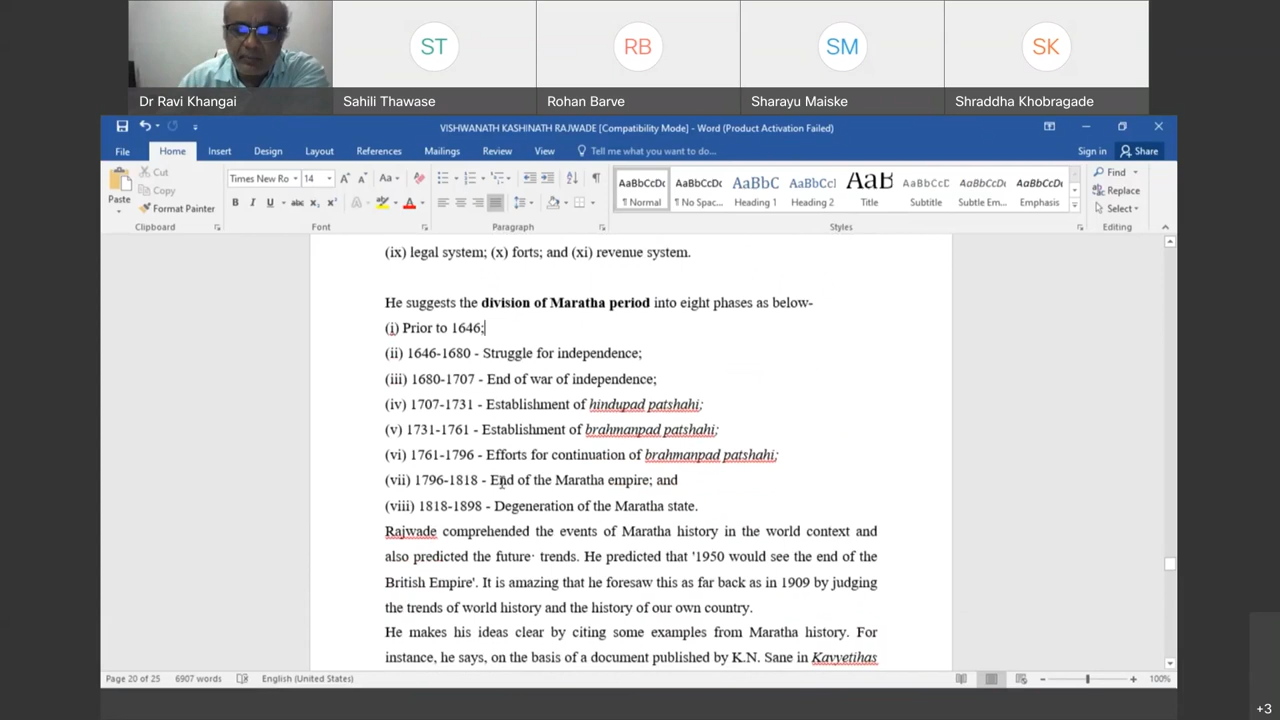 ST
RB
SM
SK
Dr Ravi Khangai
Sahili Thawase
Rohan Barve
Sharayu Maiske
Shraddha Khobragade
VISHWANATH KASHINATH RAJWADE [Compatibility Mode] - Word (Product Activation Failed)
File Home Insert Design Layout References Mailings Review View Tell me what you want to do... Sign in Share
Paste
Cut
Copy
Format Painter
Clipboard
Times New Ro 14
Font
Paragraph
AaBbCcDc AaBbCcDc AaBbC AaBbCcl AaB AaBbCcDc AaBbCcDc AaBbCcDc
¶ Normal ¶ No Spac... Heading 1 Heading 2 Title Subtitle Subtle Em... Emphasis
Styles
Find
Replace
Select
Editing
(ix) legal system; (x) forts; and (xi) revenue system.
He suggests the division of Maratha period into eight phases as below-
(i) Prior to 1646;
(ii) 1646-1680 - Struggle for independence;
(iii) 1680-1707 - End of war of independence;
(iv) 1707-1731 - Establishment of hindupad patshahi;
(v) 1731-1761 - Establishment of brahmanpad patshahi;
(vi) 1761-1796 - Efforts for continuation of brahmanpad patshahi;
(vii) 1796-1818 - End of the Maratha empire; and
(viii) 1818-1898 - Degeneration of the Maratha state.
Rajwade comprehended the events of Maratha history in the world context and
also predicted the future· trends. He predicted that '1950 would see the end of the
British Empire'. It is amazing that he foresaw this as far back as in 1909 by judging
the trends of world history and the history of our own country.
He makes his ideas clear by citing some examples from Maratha history. For
instance, he says, on the basis of a document published by K.N. Sane in Kavyetihas
Page 20 of 25 6907 words English (United States) 100%
+3